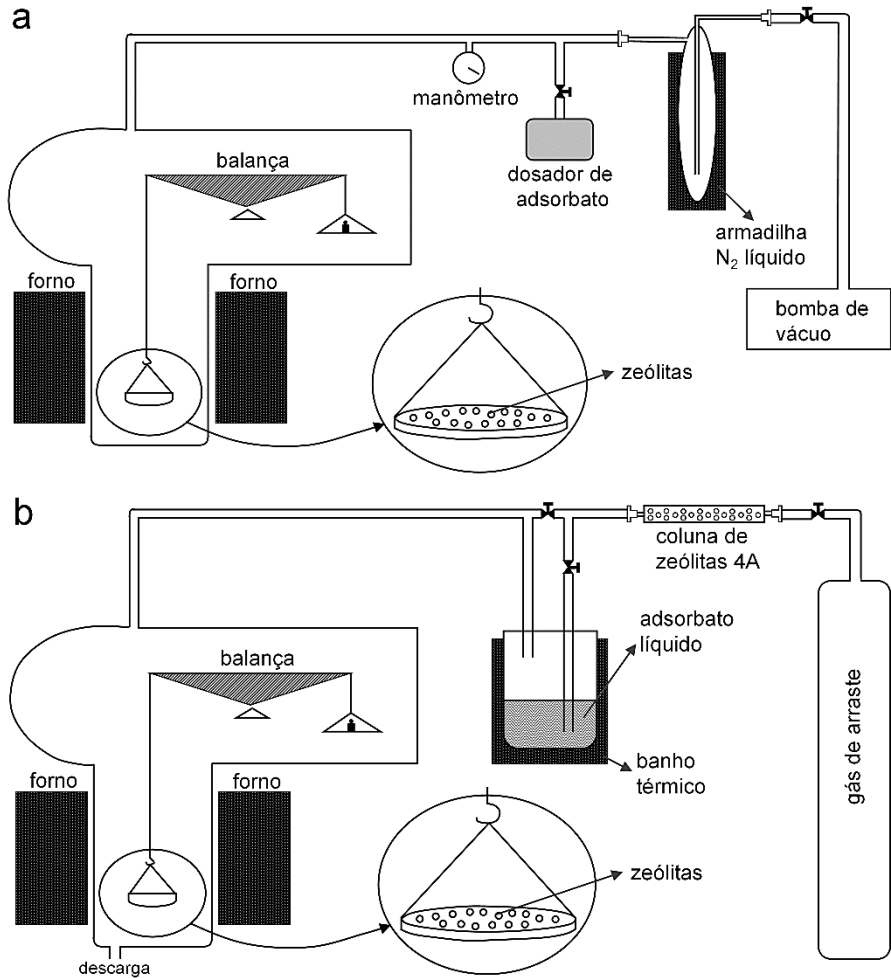 a
manômetro
balança
dosador de
adsorbato
armadilha
N₂ líquido
forno
forno
bomba de
vácuo
zeólitas
b
coluna de
zeólitas 4A
adsorbato
líquido
balança
gás de arraste
banho
térmico
forno
forno
zeólitas
descarga